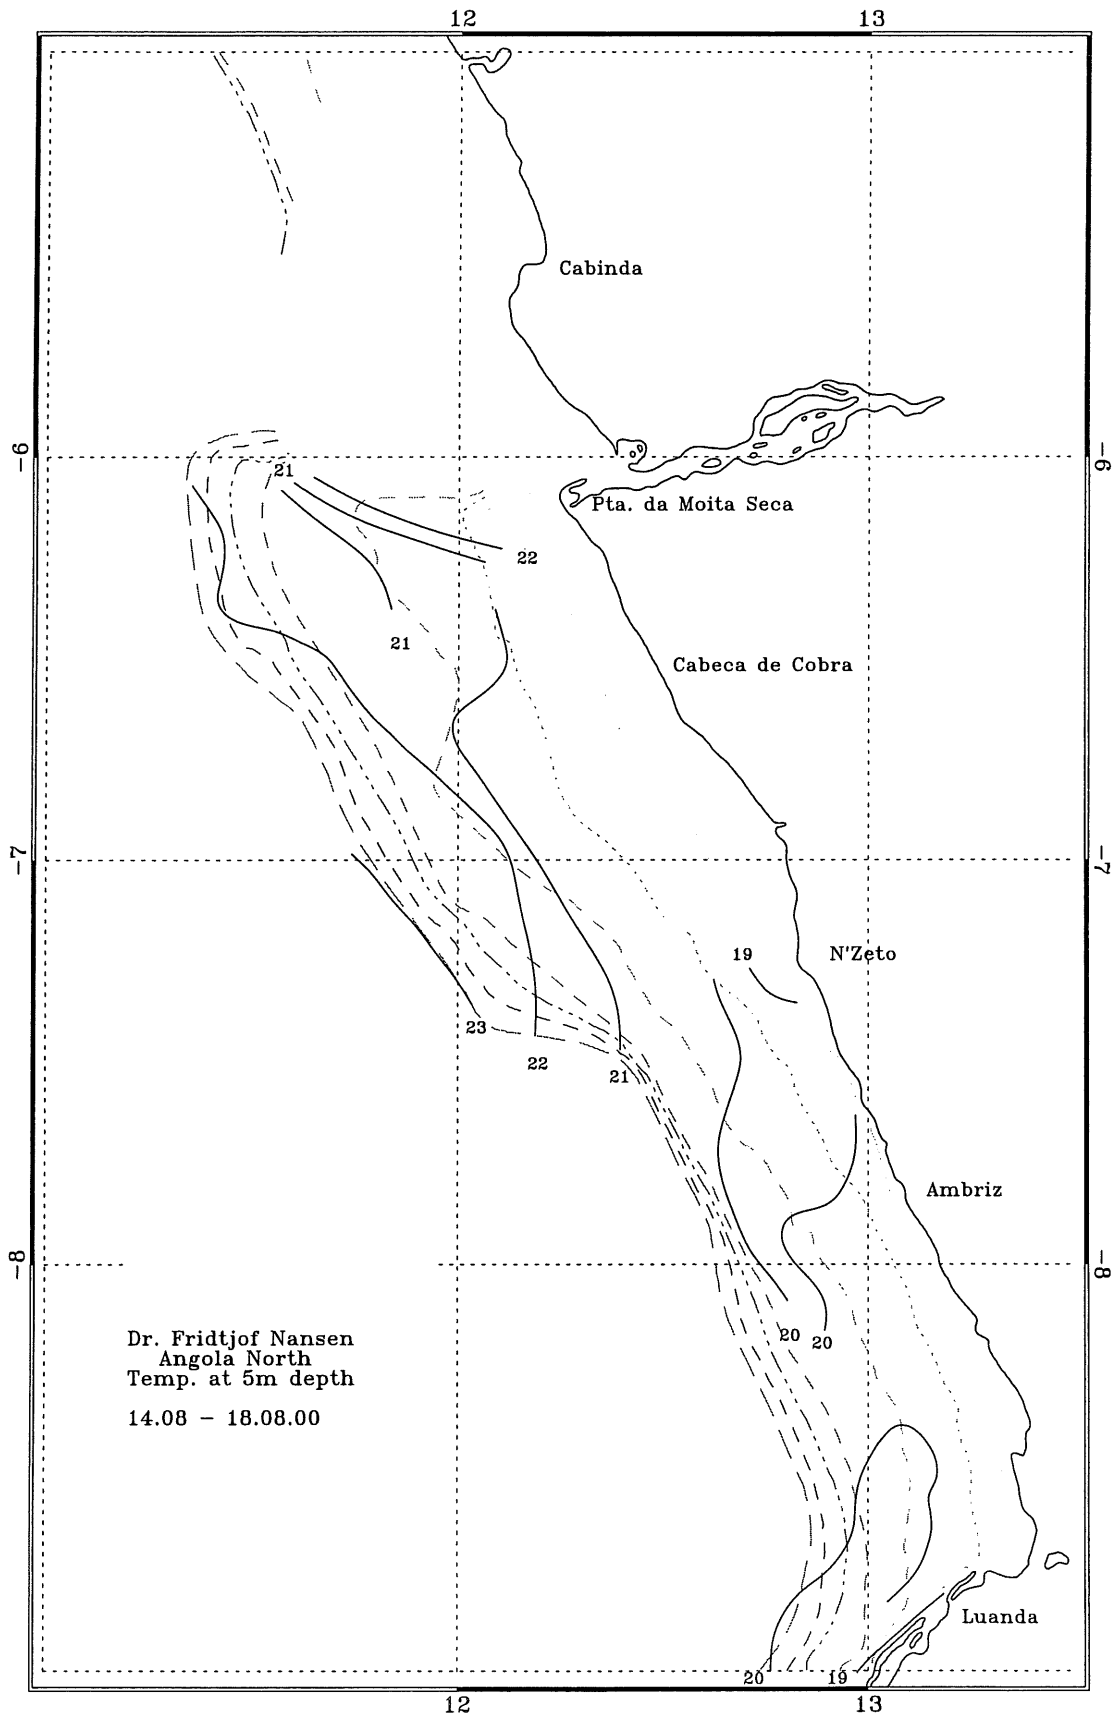 12 13
Cabinda
-6 -6
21
Pta. da Moita Seca
22
21
Cabeca de Cobra
-7 -7
19
N'Zeto
23
22
21
Ambriz
-8 -8
20 20
Dr. Fridtjof Nansen
Angola North
Temp. at 5m depth
14.08 – 18.08.00
Luanda
20 19
12 13